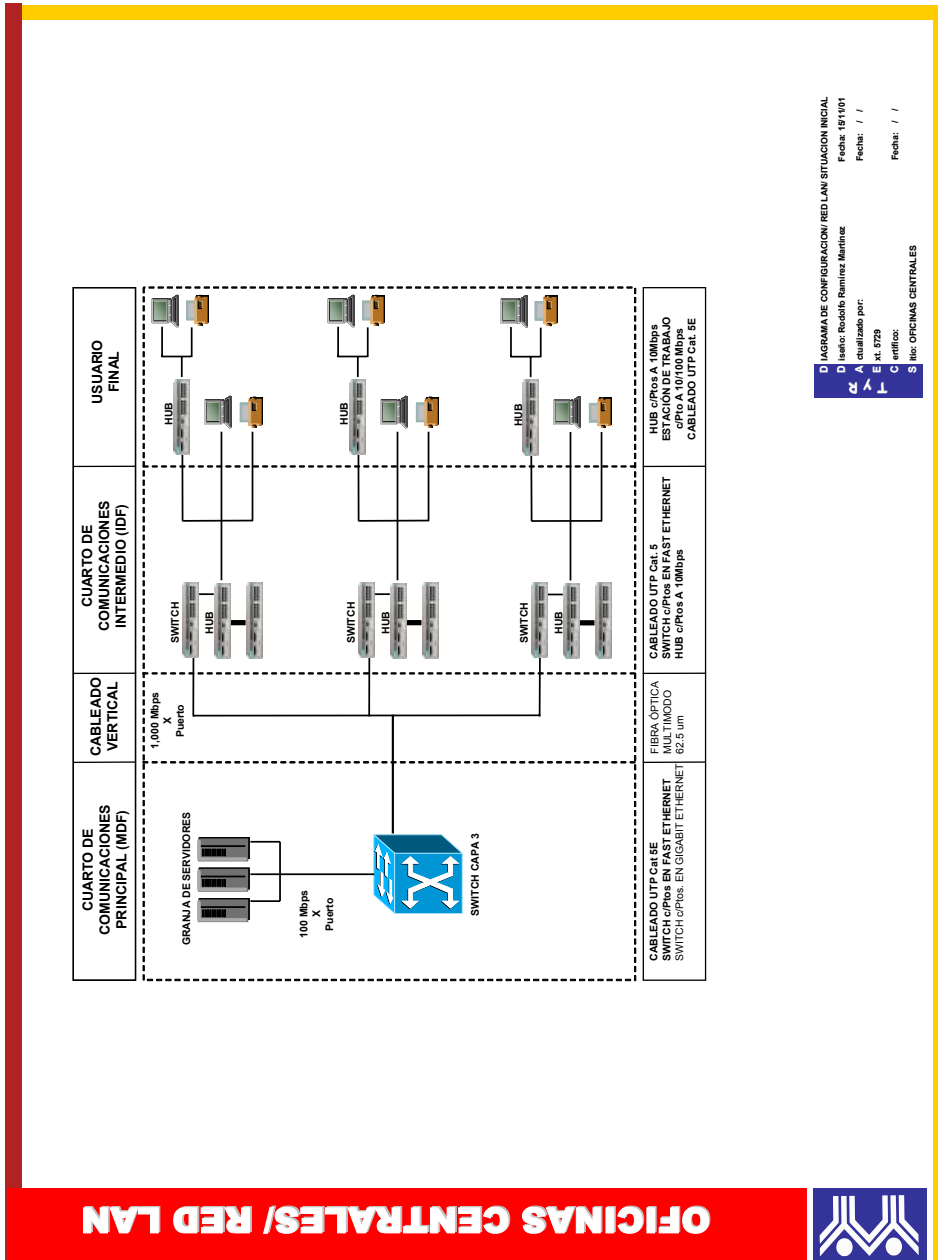 OFICINAS CENTRALES/ RED LAN
CUARTO DE
COMUNICACIONES
PRINCIPAL (MDF)
CABLEADO
VERTICAL
CUARTO DE
COMUNICACIONES
INTERMEDIO (IDF)
USUARIO
FINAL
GRANJA DE SERVIDORES
100 Mbps
X
Puerto
SWITCH CAPA 3
1,000 Mbps
X
Puerto
SWITCH
HUB
HUB
SWITCH
HUB
HUB
SWITCH
HUB
HUB
CABLEADO UTP Cat 5E
SWITCH c/Ptos EN FAST ETHERNET
SWITCH c/Ptos. EN GIGABIT ETHERNET
FIBRA ÓPTICA
MULTIMODO
62.5 um
CABLEADO UTP Cat. 5
SWITCH c/Ptos EN FAST ETHERNET
HUB c/Ptos A 10Mbps
HUB c/Ptos A 10Mbps
ESTACIÓN DE TRABAJO
c/Pto A 10/100 Mbps
CABLEADO UTP Cat. 5E
T Y R
DIAGRAMA DE CONFIGURACION/ RED LAN/ SITUACION INICIAL
Diseño: Rodolfo Ramírez Martínez Fecha: 15/11/01
Actualizado por: Fecha: / /
Ext. 5729
Certifico: Fecha: / /
Sitio: OFICINAS CENTRALES